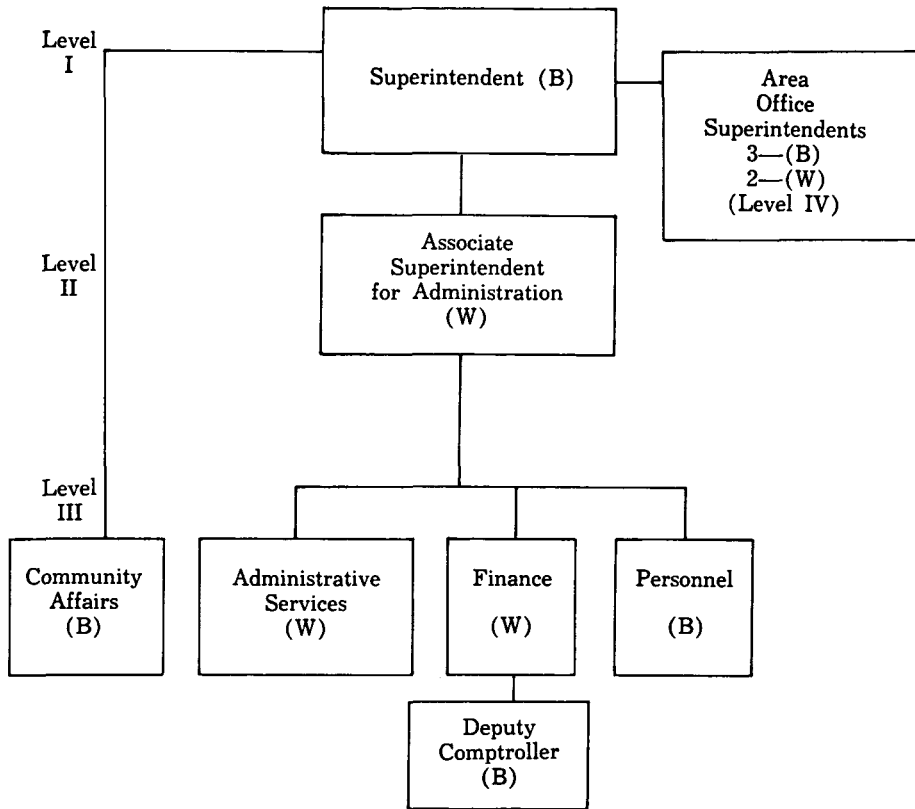 Level
I
Superintendent (B)
Area
Office
Superintendents
3—(B)
2—(W)
(Level IV)
Level
II
Associate
Superintendent
for Administration
(W)
Level
III
Community
Affairs
(B)
Administrative
Services
(W)
Finance
(W)
Personnel
(B)
Deputy
Comptroller
(B)